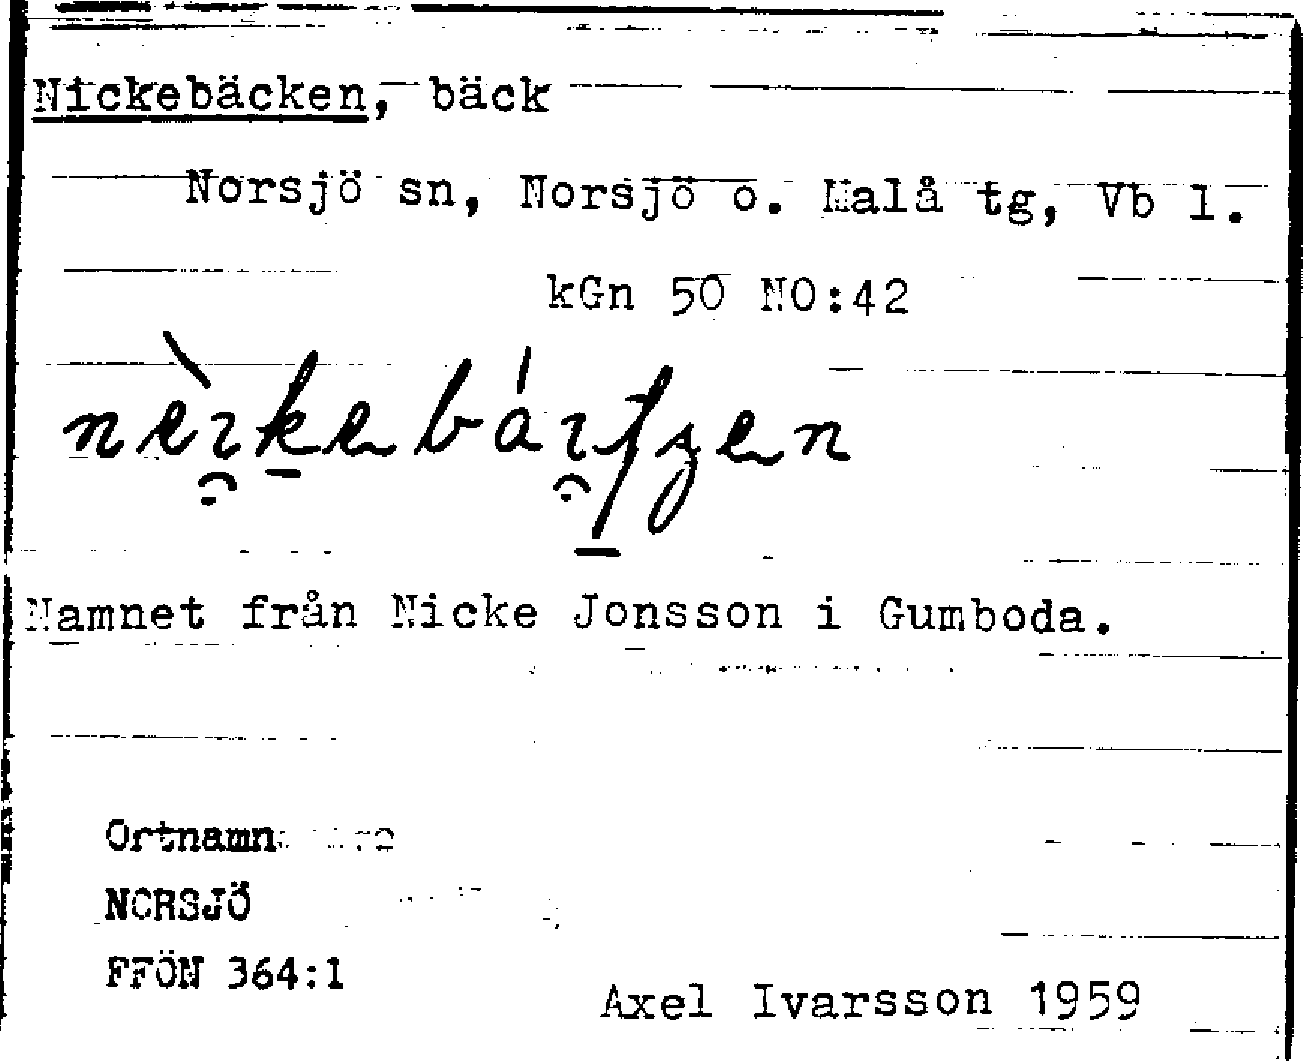 Nickebäcken, bäck
Norsjö sn, Norsjö o. Malå tg, Vb l.
kGn 50 NO:42
Namnet från Nicke Jonsson i Gumboda.
NORSJÖ
FFÖN 364:1
Axel Ivarsson 1959